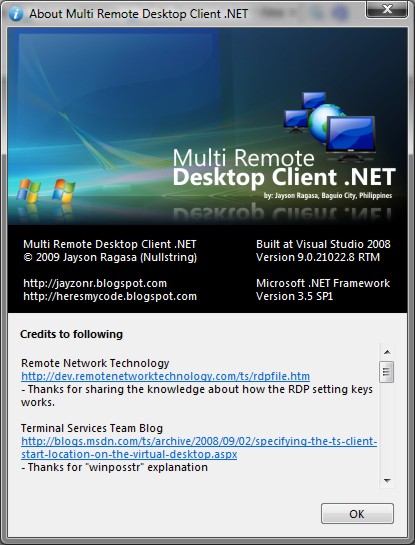 About Multi Remote Desktop Client .NET
Multi Remote
Desktop Client .NET
by: Jayson Ragasa, Baguio City, Philippines
Multi Remote Desktop Client .NET
© 2009 Jayson Ragasa (Nullstring)
http://jayzonr.blogspot.com
http://heresmycode.blogspot.com
Built at Visual Studio 2008
Version 9.0.21022.8 RTM
Microsoft .NET Framework
Version 3.5 SP1
Credits to following
Remote Network Technology
http://dev.remotenetworktechnology.com/ts/rdpfile.htm
- Thanks for sharing the knowledge about how the RDP setting keys
works.
Terminal Services Team Blog
http://blogs.msdn.com/ts/archive/2008/09/02/specifying-the-ts-client-
start-location-on-the-virtual-desktop.aspx
- Thanks for "winposstr" explanation
OK